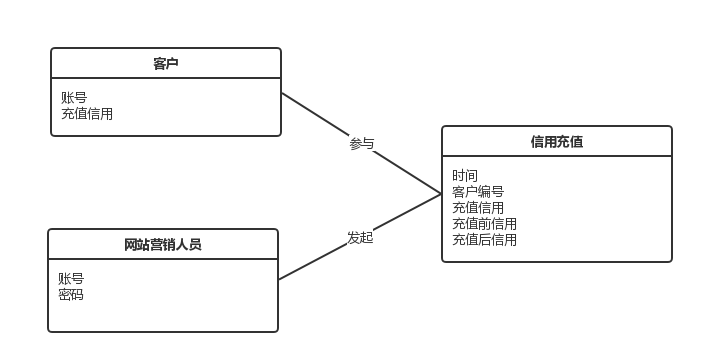 客户
账号
充值信用
参与
信用充值
时间
客户编号
充值信用
充值前信用
充值后信用
网站营销人员
账号
密码
发起